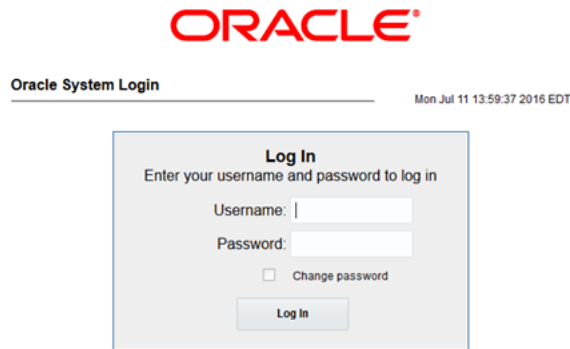 ORACLE®
Oracle System Login
Mon Jul 11 13:59:37 2016 EDT
Log In
Enter your username and password to log in
Username:
Password:
Change password
Log In